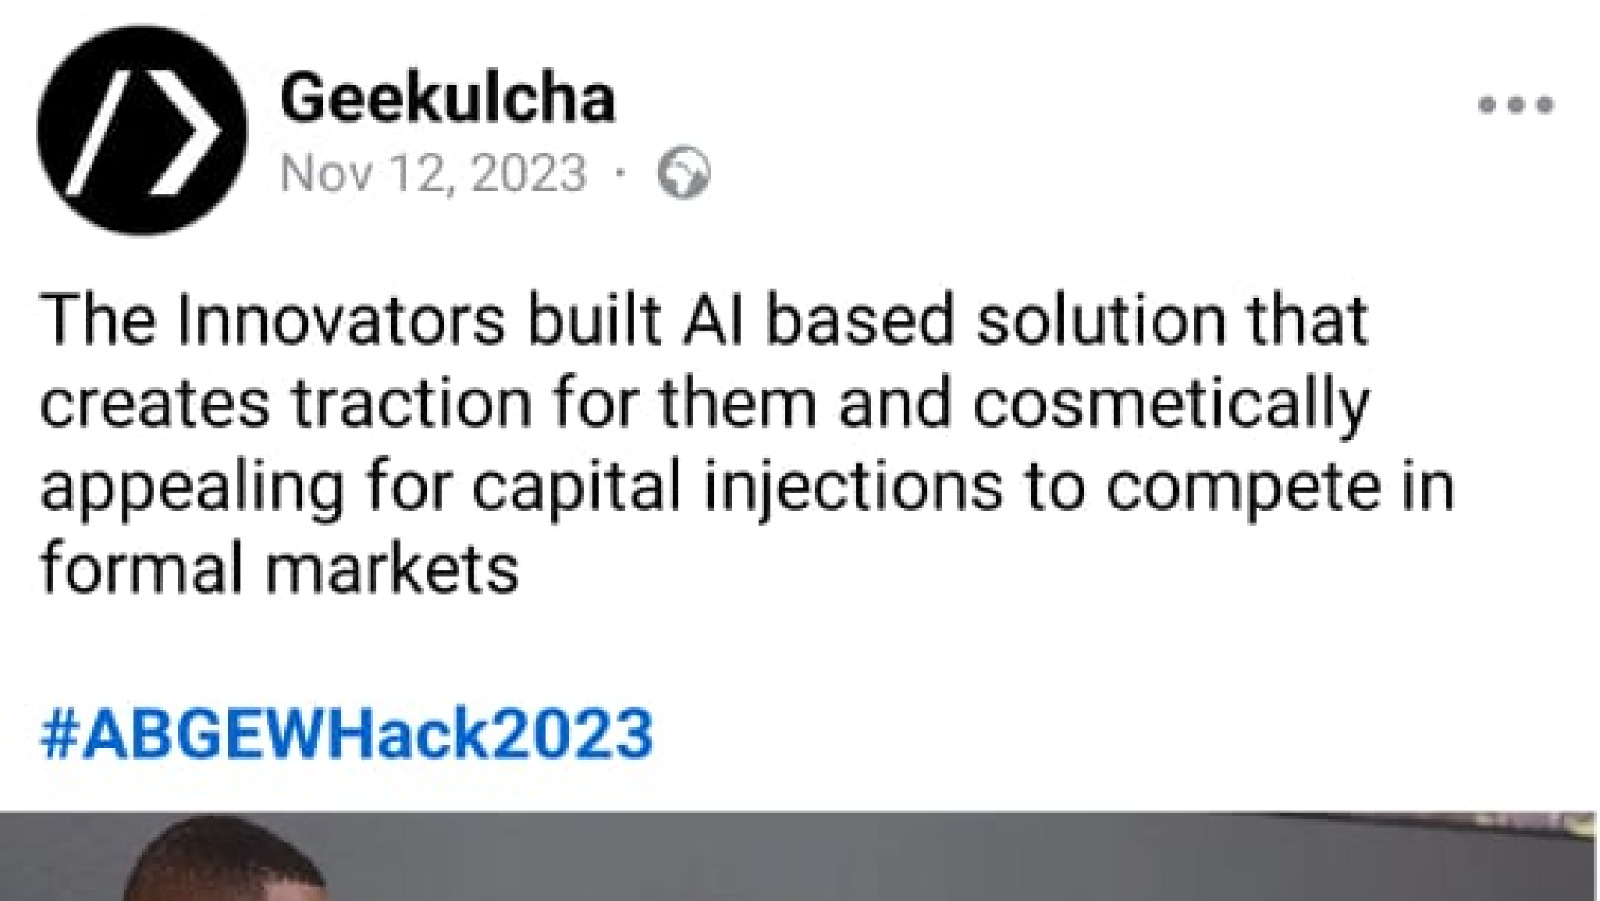 Geekulcha
Nov 12, 2023 ·
The Innovators built AI based solution that
creates traction for them and cosmetically
appealing for capital injections to compete in
formal markets
#ABGEWHack2023